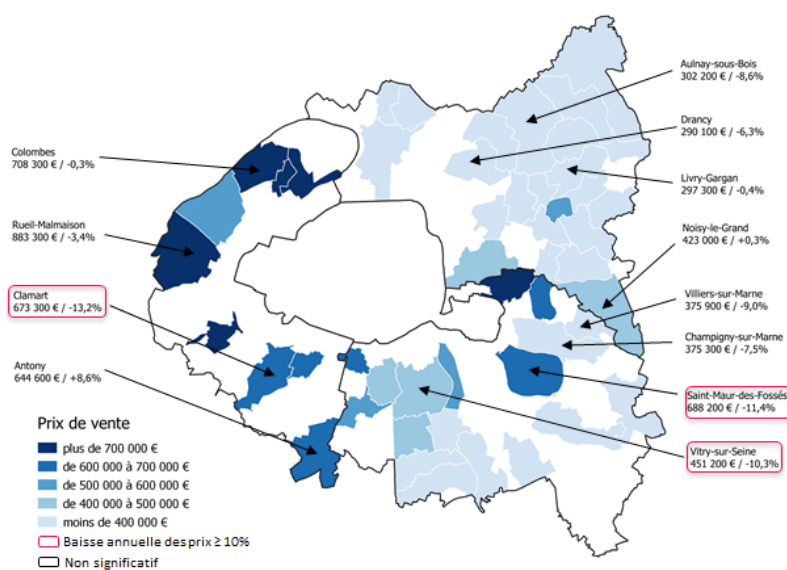 Aulnay-sous-Bois
302 200 € / -8,6%
Drancy
290 100 € / -6,3%
Colombes
708 300 € / -0,3%
Livry-Gargan
297 300 € / -0,4%
Rueil-Malmaison
883 300 € / -3,4%
Noisy-le-Grand
423 000 € / +0,3%
Clamart
673 300 € / -13,2%
Villiers-sur-Marne
375 900 € / -9,0%
Champigny-sur-Marne
375 300 € / -7,5%
Antony
644 600 € / +8,6%
Saint-Maur-des-Fossés
688 200 € / -11,4%
Vitry-sur-Seine
451 200 € / -10,3%
Prix de vente
plus de 700 000 €
de 600 000 à 700 000 €
de 500 000 à 600 000 €
de 400 000 à 500 000 €
moins de 400 000 €
Baisse annuelle des prix ≥ 10%
Non significatif